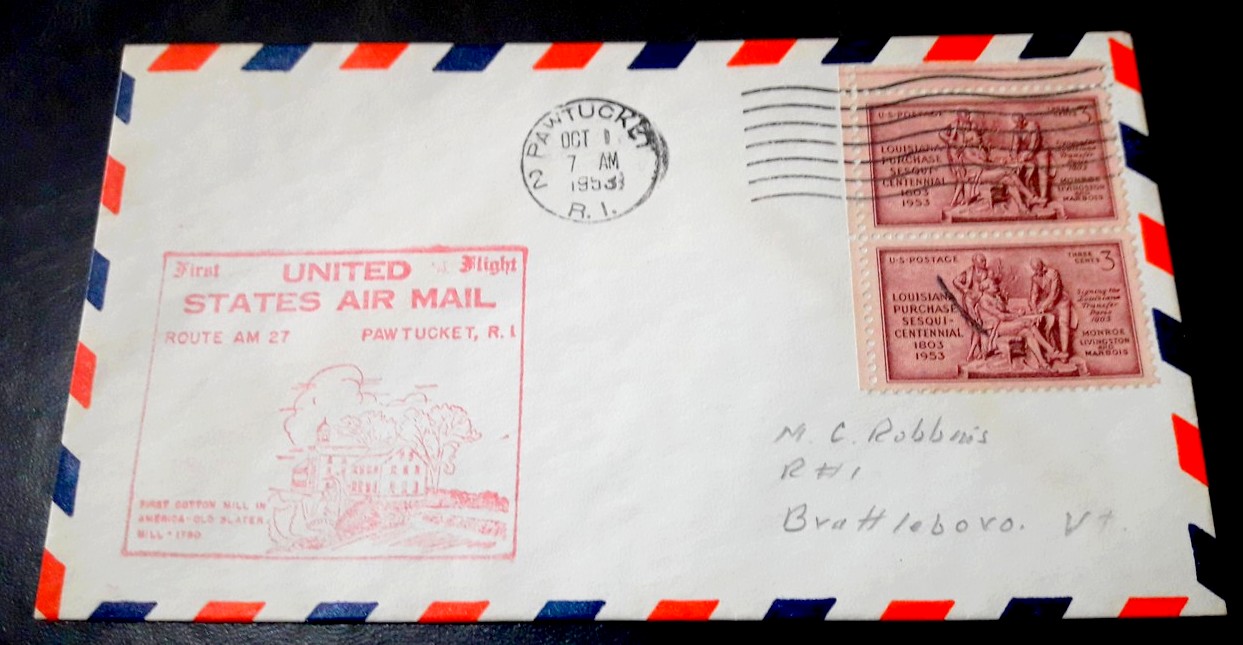 PAWTUCKET 2
OCT 1
7 AM
1953
R. I.
U.S. POSTAGE
3
LOUISIANA
PURCHASE
SESQUI-
CENTENNIAL
1803
1953
MONROE
LIVINGSTON
AND
MARBOIS
U.S. POSTAGE THREE CENTS 3
LOUISIANA
PURCHASE
SESQUI-
CENTENNIAL
1803
1953
Signing the
Louisiana
Transfer
Paris
1803
MONROE
LIVINGSTON
AND
MARBOIS
First UNITED Flight
STATES AIR MAIL
ROUTE AM 27 PAWTUCKET, R. I.
FIRST COTTON MILL IN
AMERICA-OLD SLATER
MILL - 1790
M. C. Robbins
R #1
Brattleboro. Vt.